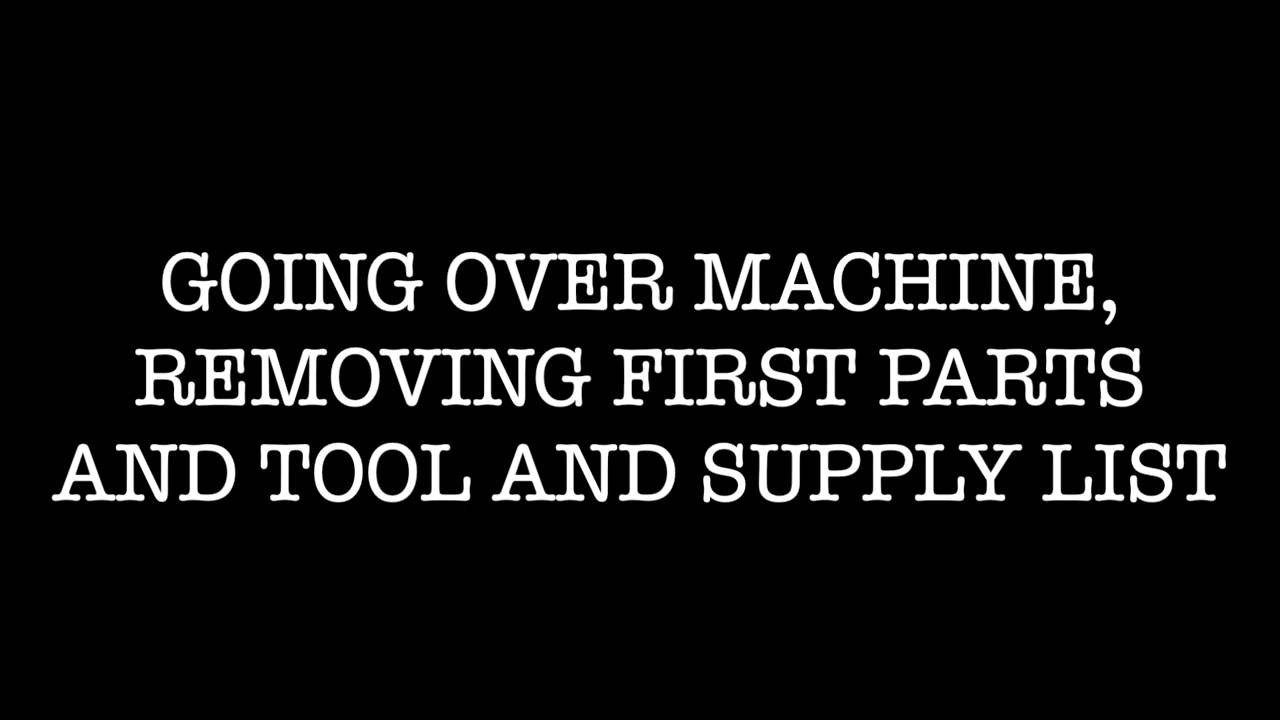 GOING OVER MACHINE,
REMOVING FIRST PARTS
AND TOOL AND SUPPLY LIST